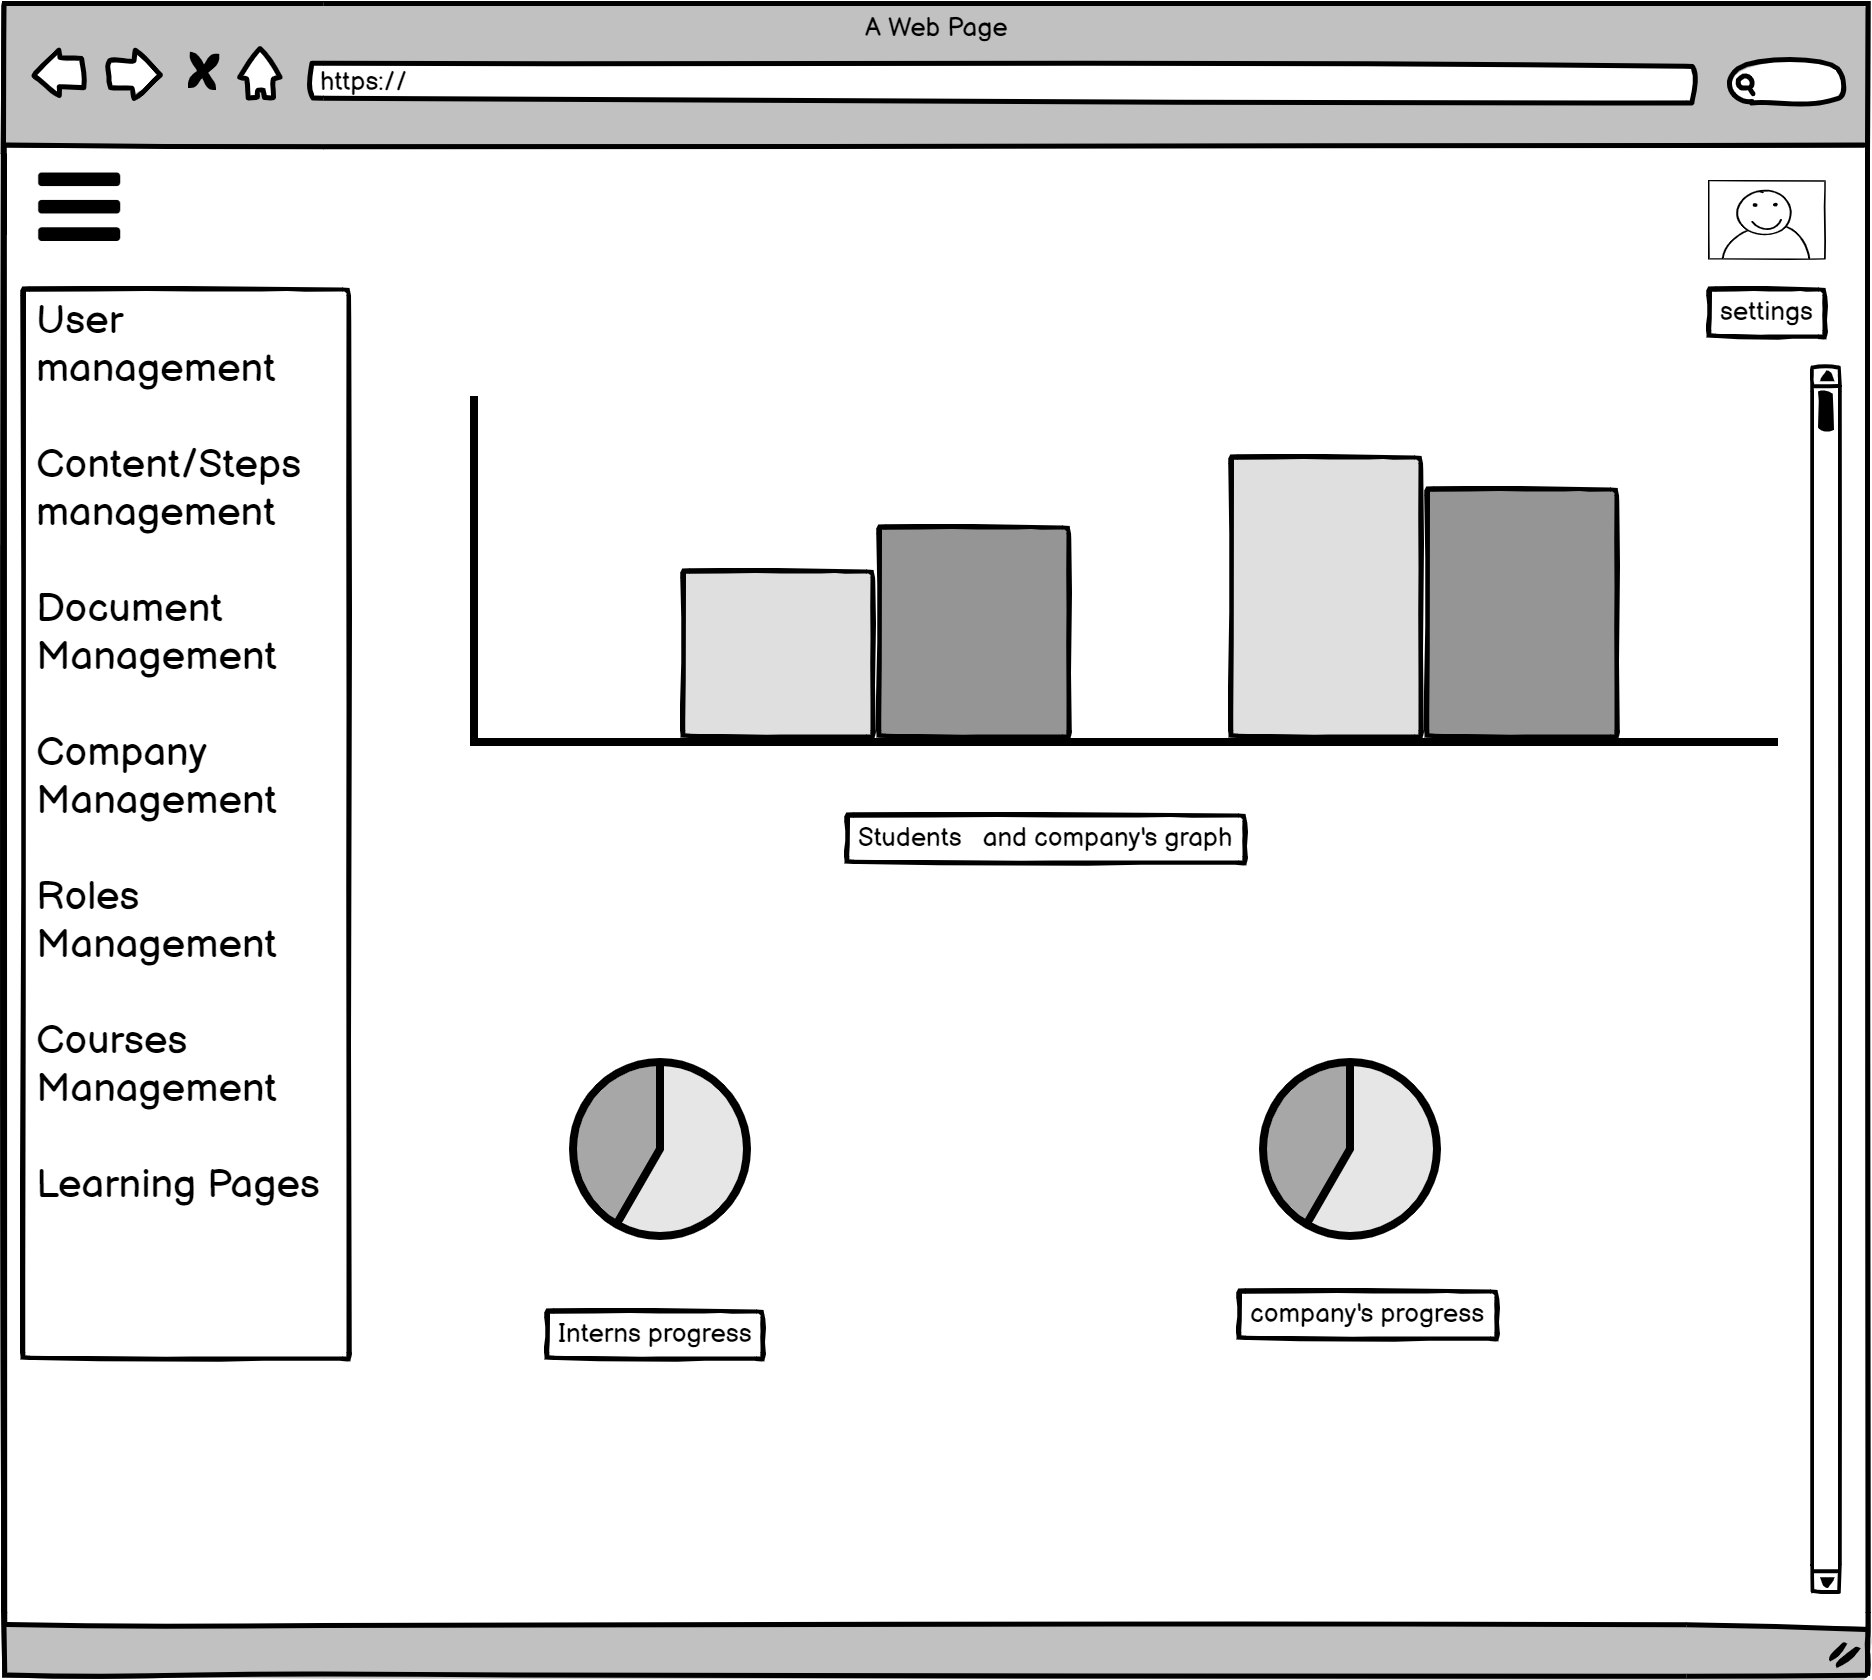 A Web Page
https://
settings
User
management
Content/Steps
management
Document
Management
Company
Management
Roles
Management
Courses
Management
Learning Pages
Students and company's graph
Interns progress
company's progress